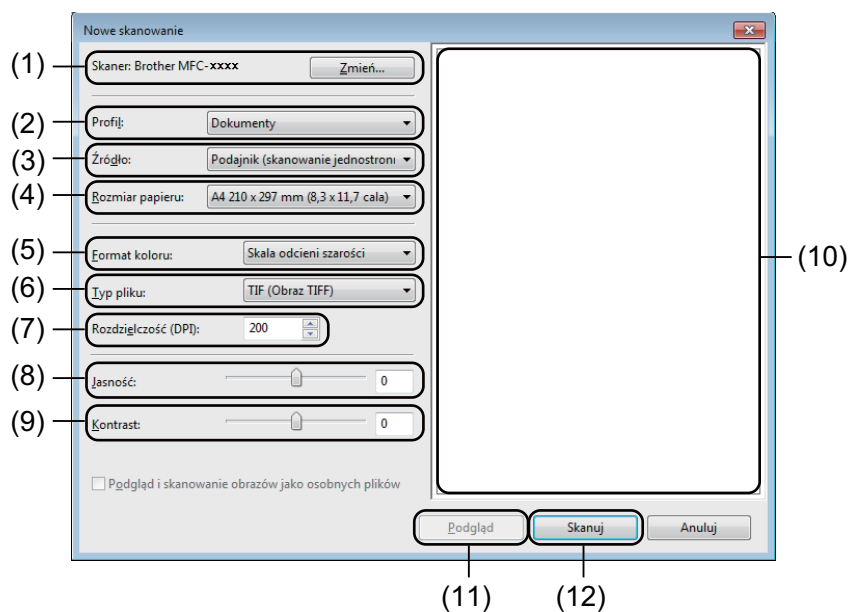 Nowe skanowanie
(1) Skaner: Brother MFC-xxxx Zmień...
(2) Profil: Dokumenty
(3) Źródło: Podajnik (skanowanie jednostroni
(4) Rozmiar papieru: A4 210 x 297 mm (8,3 x 11,7 cala)
(5) Format koloru: Skala odcieni szarości
(10)
(6) Typ pliku: TIF (Obraz TIFF)
(7) Rozdzielczość (DPI): 200
(8) Jasność: 0
(9) Kontrast: 0
Podgląd i skanowanie obrazów jako osobnych plików
Podgląd Skanuj Anuluj
(11) (12)